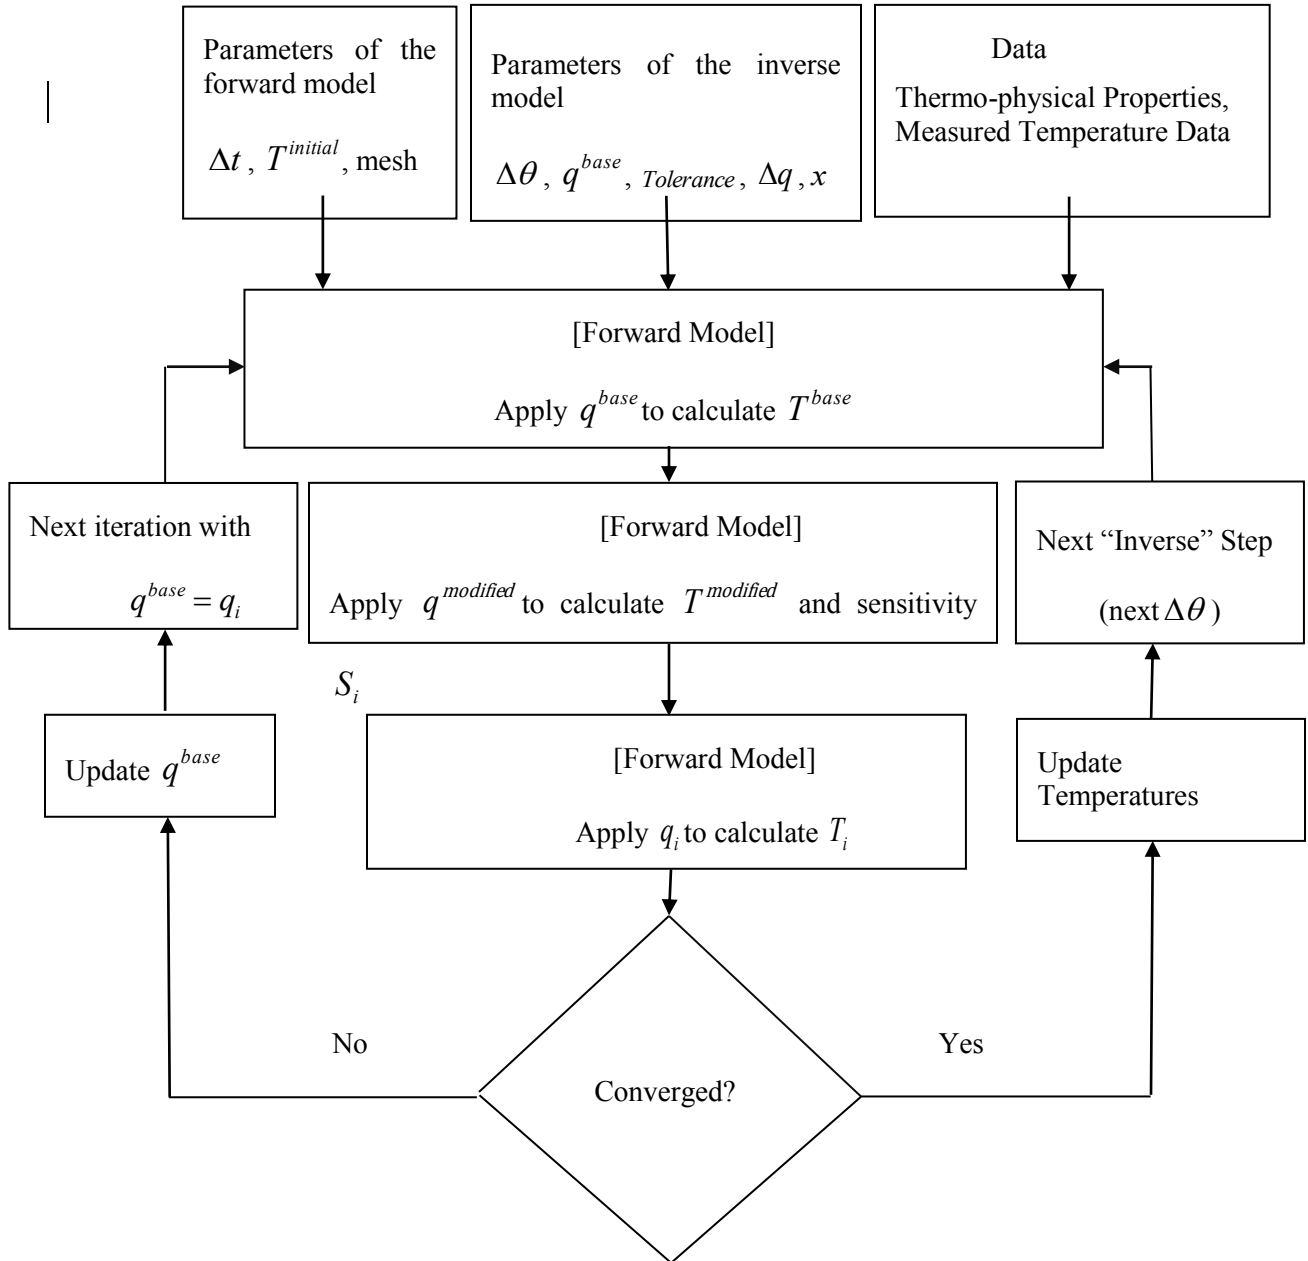 Parameters of the
forward model
Δt , T^initial , mesh
Parameters of the inverse
model
Δθ , q^base , Tolerance , Δq , x
Data
Thermo-physical Properties,
Measured Temperature Data
[Forward Model]
Apply q^base to calculate T^base
[Forward Model]
Apply q^modified to calculate T^modified and sensitivity
S_i
[Forward Model]
Apply q_i to calculate T_i
Converged?
No
Update q^base
Next iteration with
q^base = q_i
Yes
Update
Temperatures
Next “Inverse” Step
(next Δθ )